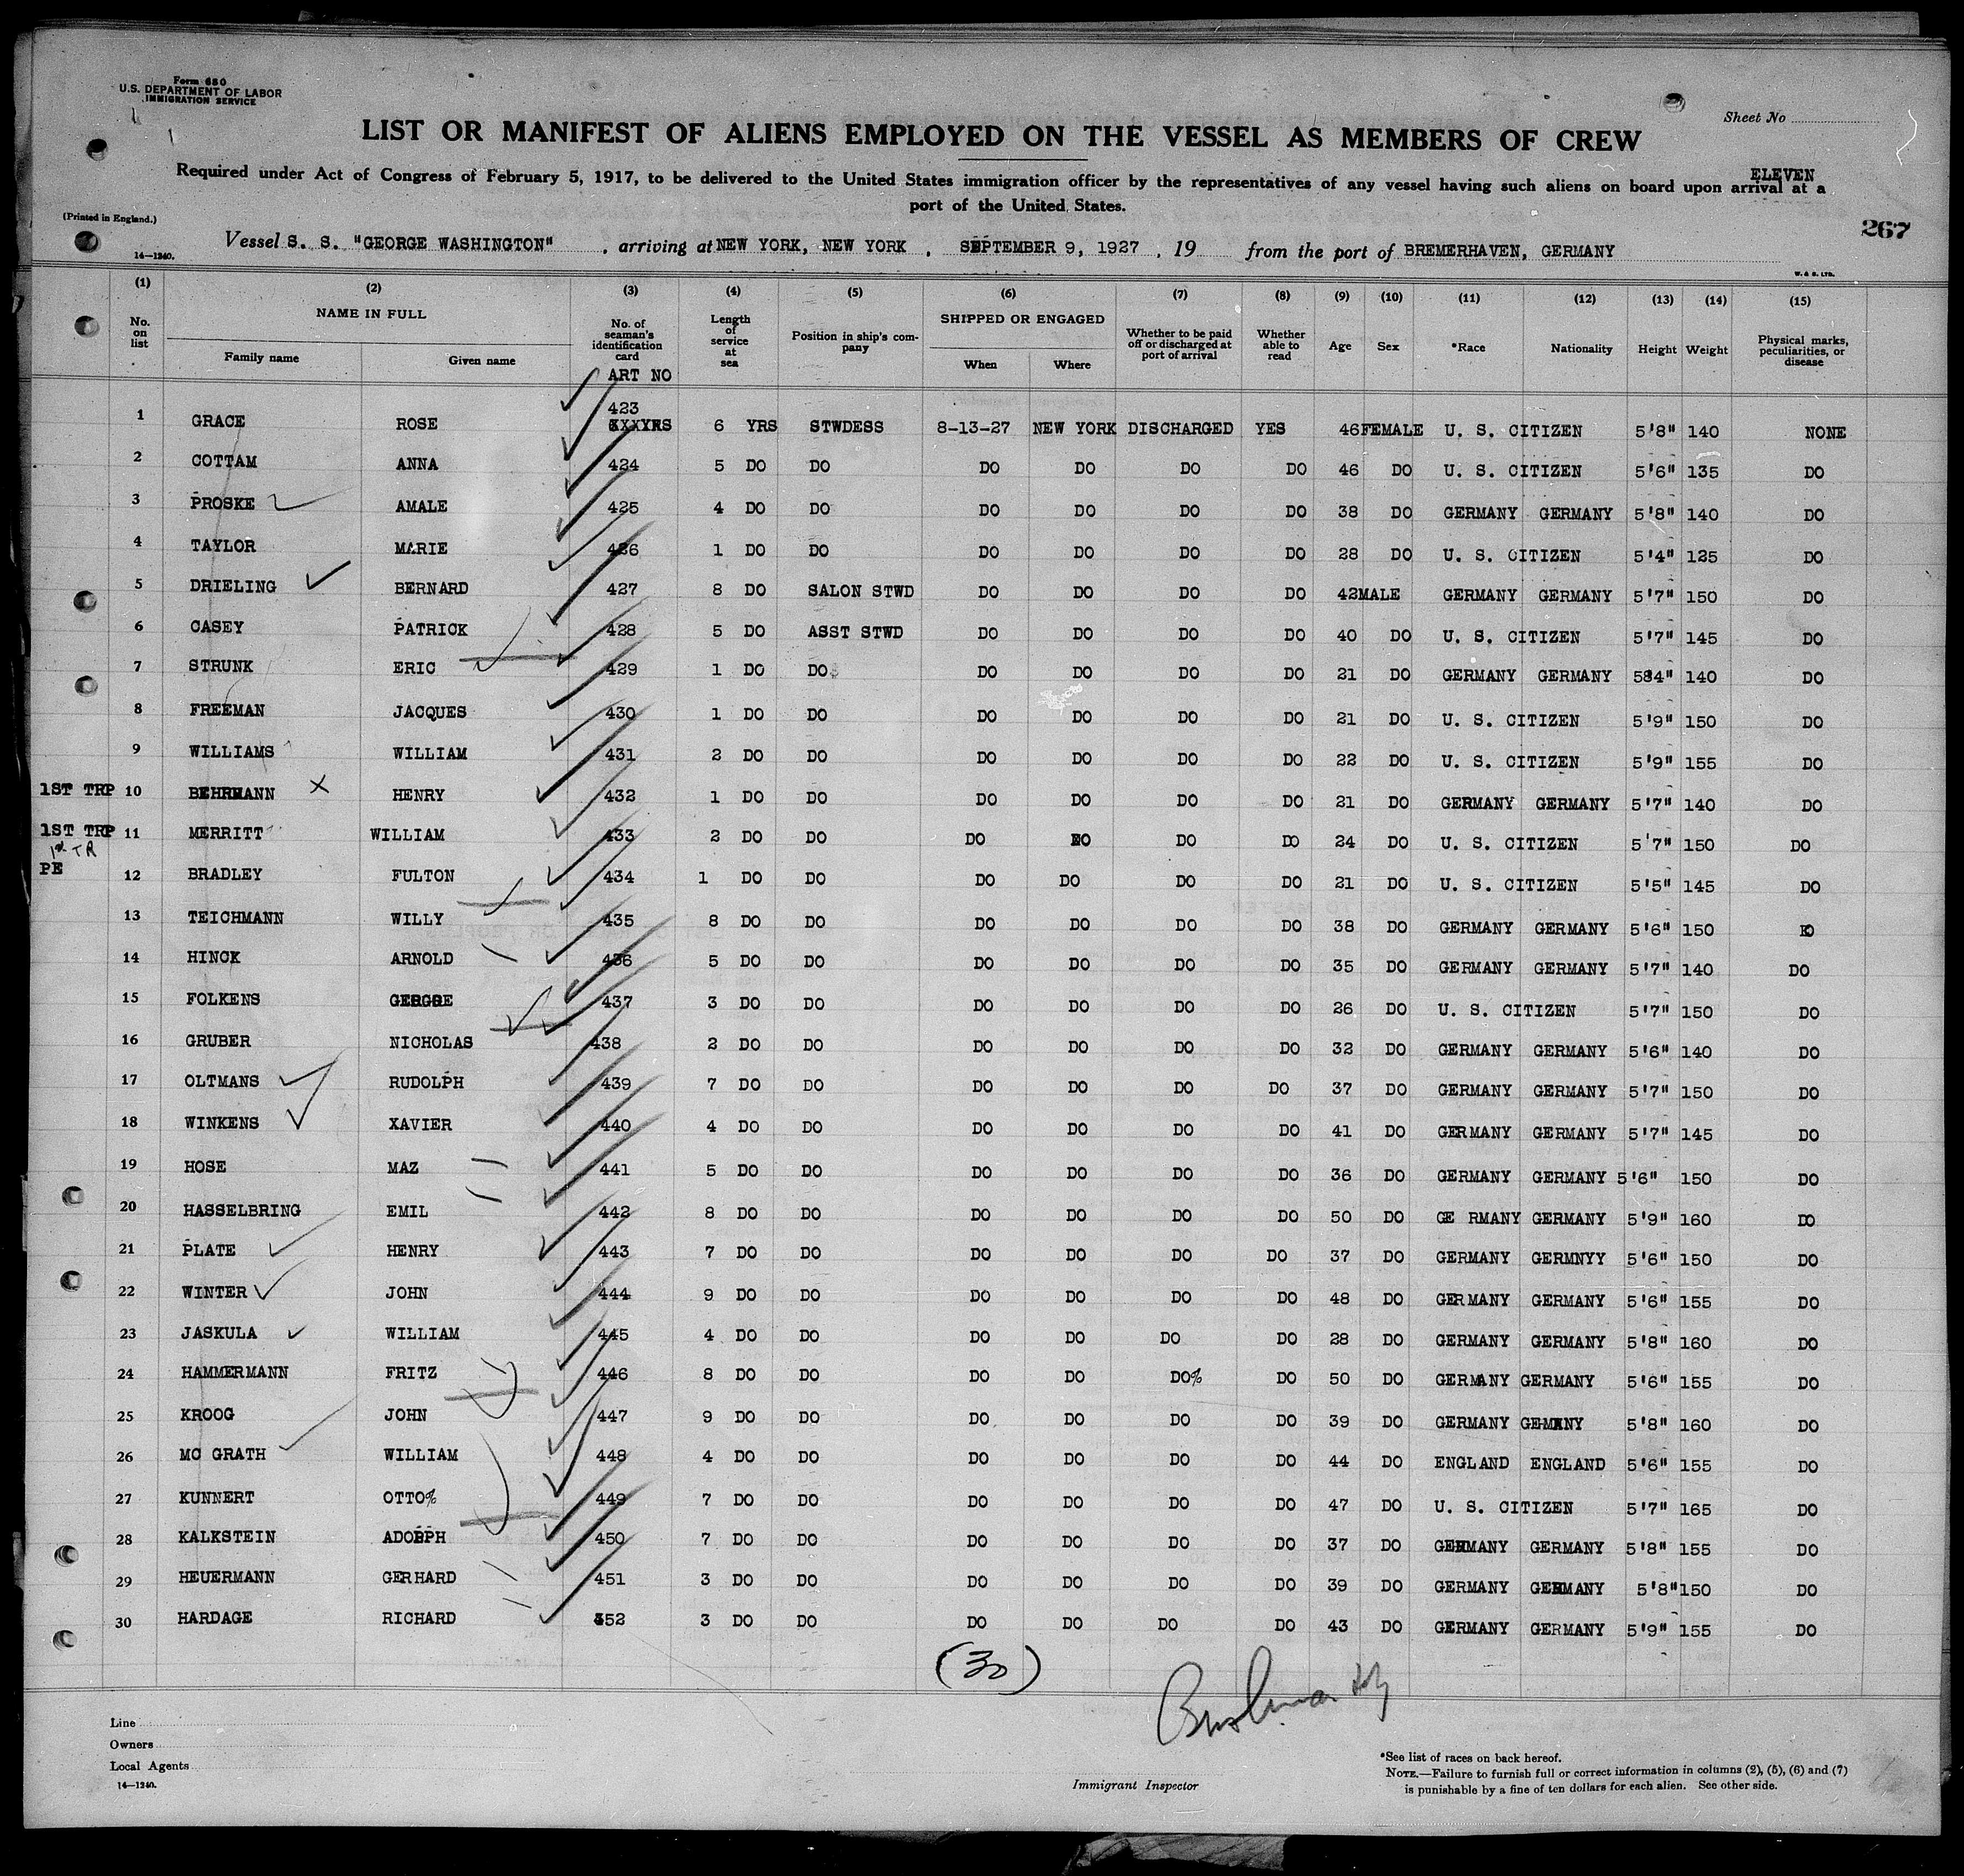 Form 680
U.S. DEPARTMENT OF LABOR
IMMIGRATION SERVICE
Sheet No
LIST OR MANIFEST OF ALIENS EMPLOYED ON THE VESSEL AS MEMBERS OF CREW
ELEVEN
Required under Act of Congress of February 5, 1917, to be delivered to the United States immigration officer by the representatives of any vessel having such aliens on board upon arrival at a
port of the United States.
(Printed in England.)
267
Vessel S. S. "GEORGE WASHINGTON" , arriving at NEW YORK, NEW YORK , SEPTEMBER 9, 1927 , 19 from the port of BREMERHAVEN, GERMANY
14—1240.
W. & S. LTD.
(1) (2) (3) (4) (5) (6) (7) (8) (9) (10) (11) (12) (13) (14) (15)
No. on list NAME IN FULL Family name Given name No. of seaman's identification card Length of service at sea Position in ship's company SHIPPED OR ENGAGED When Where Whether to be paid off or discharged at port of arrival Whether able to read Age Sex *Race Nationality Height Weight Physical marks, peculiarities, or disease
ART NO
423
1 GRACE ROSE 6 YRS STWDESS 8-13-27 NEW YORK DISCHARGED YES 46 FEMALE U. S. CITIZEN 5'8" 140 NONE
2 COTTAM ANNA 424 5 DO DO DO DO DO DO 46 DO U. S. CITIZEN 5'6" 135 DO
3 PROSKE AMALE 425 4 DO DO DO DO DO DO 38 DO GERMANY GERMANY 5'8" 140 DO
4 TAYLOR MARIE 426 1 DO DO DO DO DO DO 28 DO U. S. CITIZEN 5'4" 125 DO
5 DRIELING BERNARD 427 8 DO SALON STWD DO DO DO DO 42 MALE GERMANY GERMANY 5'7" 150 DO
6 CASEY PATRICK 428 5 DO ASST STWD DO DO DO DO 40 DO U. S. CITIZEN 5'7" 145 DO
7 STRUNK ERIC 429 1 DO DO DO DO DO DO 21 DO GERMANY GERMANY 584" 140 DO
8 FREEMAN JACQUES 430 1 DO DO DO DO DO DO 21 DO U. S. CITIZEN 5'9" 150 DO
9 WILLIAMS WILLIAM 431 2 DO DO DO DO DO DO 22 DO U. S. CITIZEN 5'9" 155 DO
1ST TRP 10 BEHRMANN HENRY 432 1 DO DO DO DO DO DO 21 DO GERMANY GERMANY 5'7" 140 DO
1ST TRP 11 MERRITT WILLIAM 433 2 DO DO DO DO DO DO 24 DO U. S. CITIZEN 5'7" 150 DO
1st TR
PE 12 BRADLEY FULTON 434 1 DO DO DO DO DO DO 21 DO U. S. CITIZEN 5'5" 145 DO
13 TEICHMANN WILLY 435 8 DO DO DO DO DO DO 38 DO GERMANY GERMANY 5'6" 150 DO
14 HINCK ARNOLD 436 5 DO DO DO DO DO DO 35 DO GERMANY GERMANY 5'7" 140 DO
15 FOLKENS GEORGE 437 3 DO DO DO DO DO DO 26 DO U. S. CITIZEN 5'7" 150 DO
16 GRUBER NICHOLAS 438 2 DO DO DO DO DO DO 32 DO GERMANY GERMANY 5'6" 140 DO
17 OLTMANS RUDOLPH 439 7 DO DO DO DO DO DO 37 DO GERMANY GERMANY 5'7" 150 DO
18 WINKENS XAVIER 440 4 DO DO DO DO DO DO 41 DO GERMANY GERMANY 5'7" 145 DO
19 HOSE MAZ 441 5 DO DO DO DO DO DO 36 DO GERMANY GERMANY 5'6" 150 DO
20 HASSELBRING EMIL 442 8 DO DO DO DO DO DO 50 DO GE RMANY GERMANY 5'9" 160 DO
21 PLATE HENRY 443 7 DO DO DO DO DO DO 37 DO GERMANY GERMNYY 5'6" 150 DO
22 WINTER JOHN 444 9 DO DO DO DO DO DO 48 DO GERMANY GERMANY 5'6" 155 DO
23 JASKULA WILLIAM 445 4 DO DO DO DO DO DO 28 DO GERMANY GERMANY 5'8" 160 DO
24 HAMMERMANN FRITZ 446 8 DO DO DO DO DO% DO 50 DO GERMANY GERMANY 5'6" 155 DO
25 KROOG JOHN 447 9 DO DO DO DO DO DO 39 DO GERMANY 5'8" 160 DO
26 MC GRATH WILLIAM 448 4 DO DO DO DO DO DO 44 DO ENGLAND ENGLAND 5'6" 155 DO
27 KUNNERT OTTO% 449 7 DO DO DO DO DO DO 47 DO U. S. CITIZEN 5'7" 165 DO
28 KALKSTEIN ADOLPH 450 7 DO DO DO DO DO DO 37 DO GERMANY GERMANY 5'8" 155 DO
29 HEUERMANN GERHARD 451 3 DO DO DO DO DO DO 39 DO GERMANY GERMANY 5'8" 150 DO
30 HARDAGE RICHARD 452 3 DO DO DO DO DO DO 43 DO GERMANY GERMANY 5'9" 155 DO
(30)
Line
Owners
Local Agents
14—1240.
Immigrant Inspector
*See list of races on back hereof.
NOTE.—Failure to furnish full or correct information in columns (2), (5), (6) and (7)
is punishable by a fine of ten dollars for each alien. See other side.